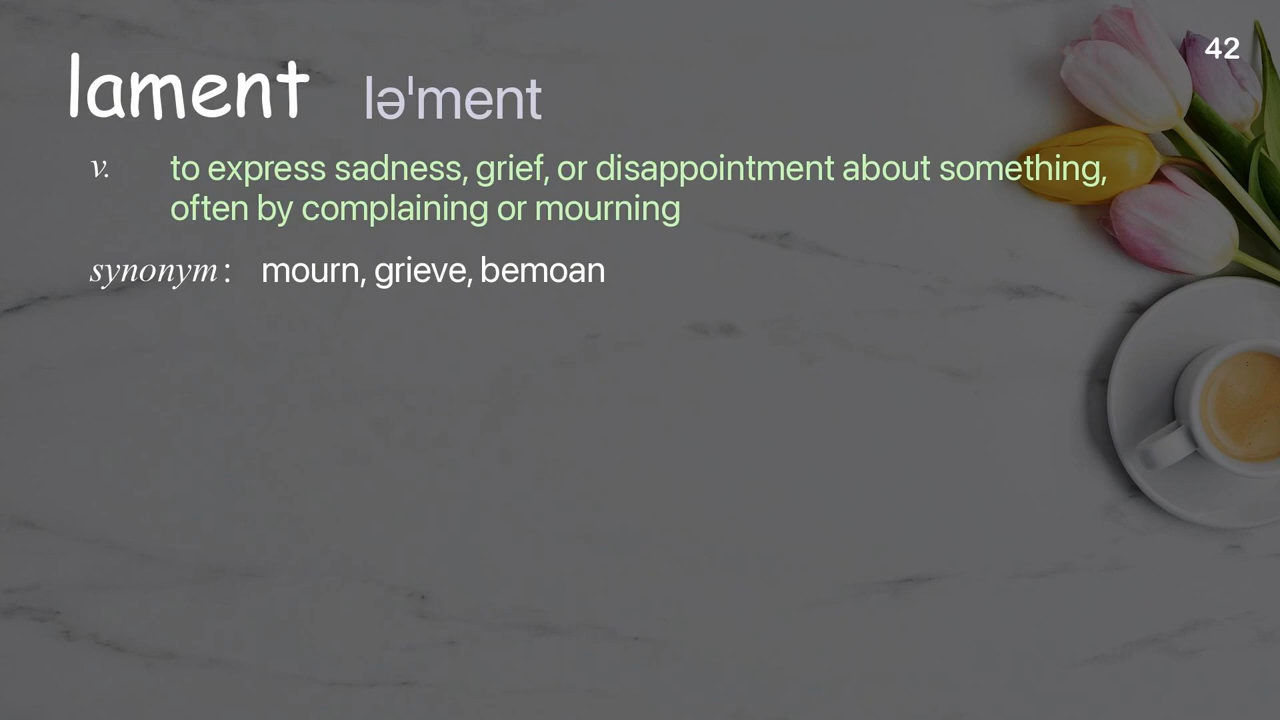 42
lament ləˈment
v. to express sadness, grief, or disappointment about something,
often by complaining or mourning
synonym: mourn, grieve, bemoan